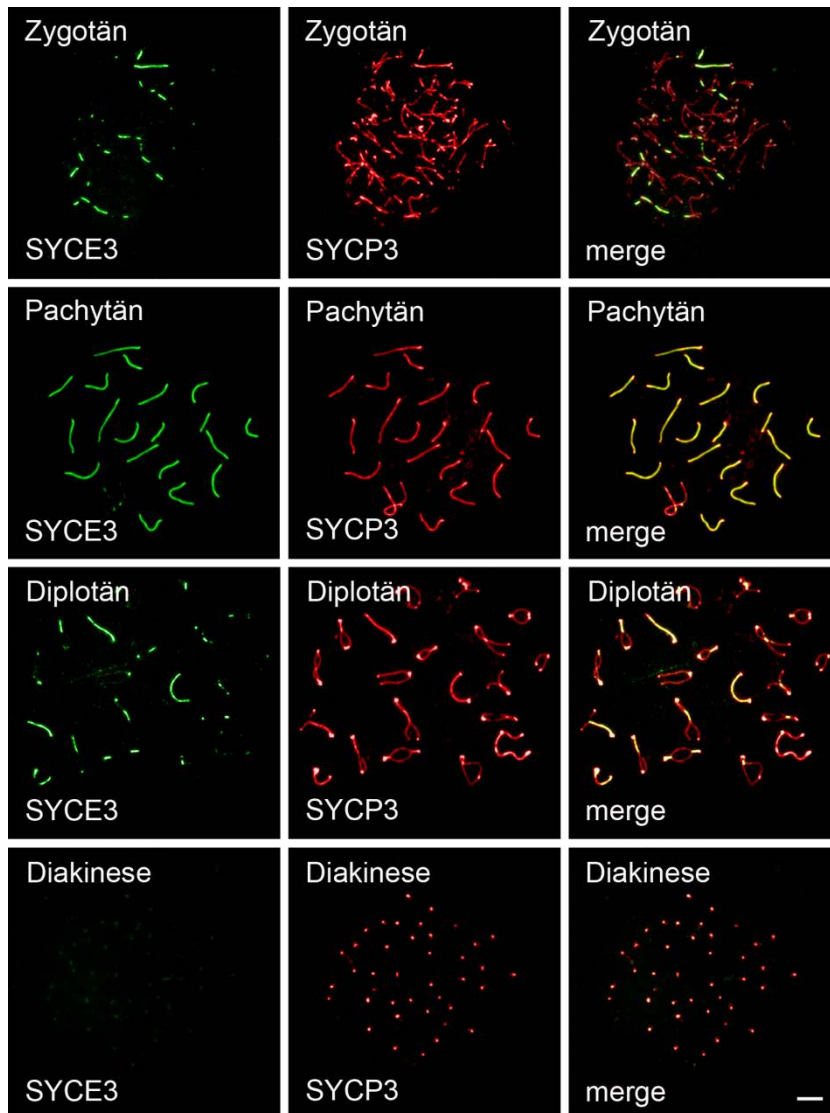 Zygotän
Zygotän
Zygotän
SYCE3
SYCP3
merge
Pachytän
Pachytän
Pachytän
SYCE3
SYCP3
merge
Diplotän
Diplotän
Diplotän
SYCE3
SYCP3
merge
Diakinese
Diakinese
Diakinese
SYCE3
SYCP3
merge